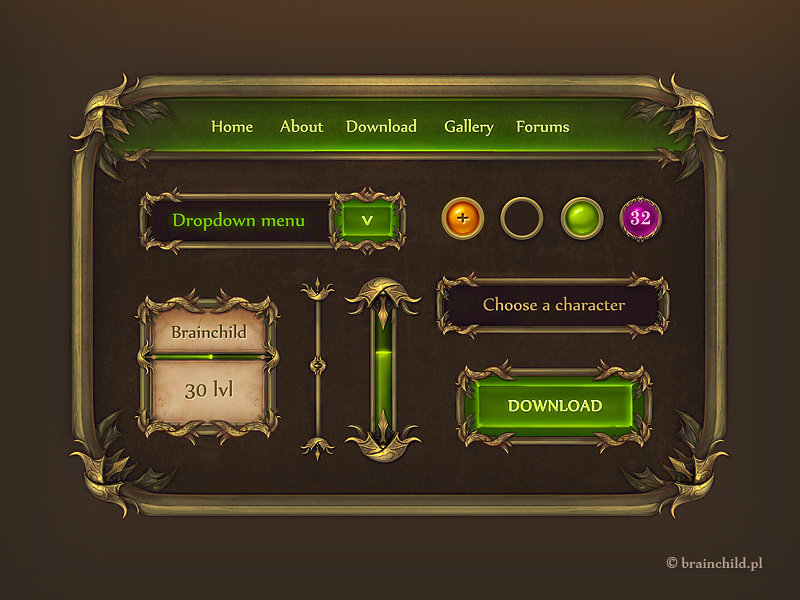 Home About Download Gallery Forums
Dropdown menu v
+ 32
Choose a character
Brainchild
30 lvl
DOWNLOAD
© brainchild.pl